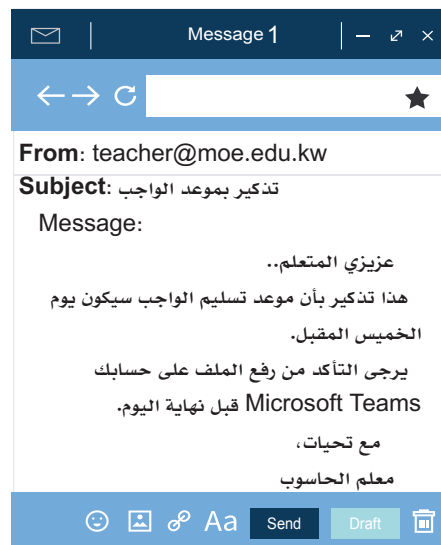 Message 1
From: teacher@moe.edu.kw
Subject: تذكير بموعد الواجب
Message:
عزيزي المتعلم..
هذا تذكير بأن موعد تسليم الواجب سيكون يوم
الخميس المقبل.
يرجى التأكد من رفع الملف على حسابك
Microsoft Teams قبل نهاية اليوم.
مع تحيات،
معلم الحاسوب
Aa Send Draft